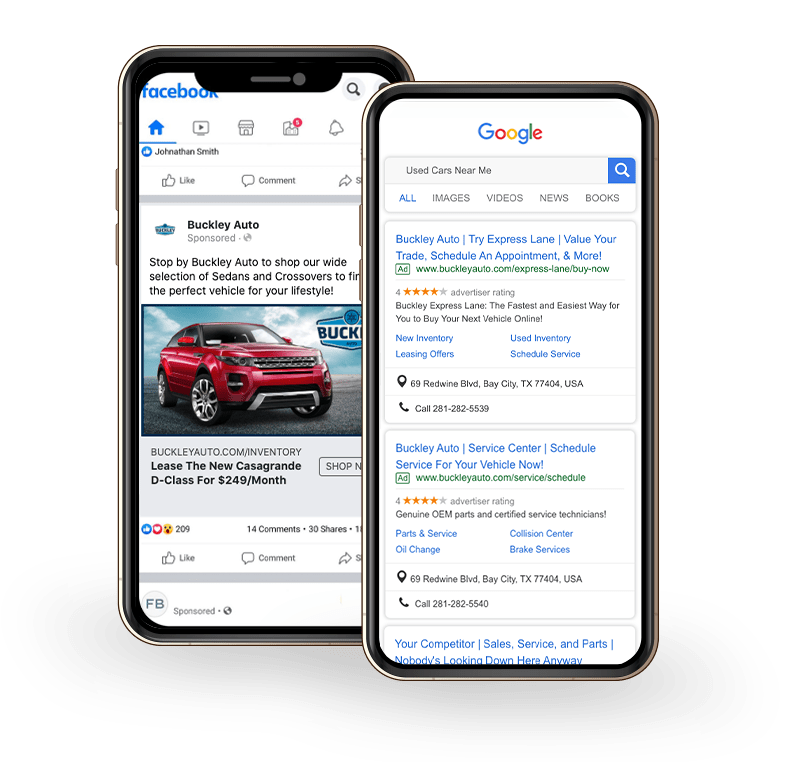 facebook
5
Johnathan Smith
Like
Comment
Buckley Auto
Sponsored ·
Stop by Buckley Auto to shop our wide
selection of Sedans and Crossovers to
the perfect vehicle for your lifestyle!
BUCKLEY
BUCKLEYAUTO.COM/INVENTORY
Lease The New Casagrande
D-Class For $249/Month
SHOP
209
14 Comments • 30 Shares •
Like
Comment
FB
Sponsored •
Google
Used Cars Near Me
ALL IMAGES VIDEOS NEWS BOOKS
Buckley Auto | Try Express Lane | Value Your
Trade, Schedule An Appointment, & More!
Ad www.buckleyauto.com/express-lane/buy-now
4 ★★★★★ advertiser rating
Buckley Express Lane: The Fastest and Easiest Way for
You to Buy Your Next Vehicle Online!
New Inventory Used Inventory
Leasing Offers Schedule Service
69 Redwine Blvd, Bay City, TX 77404, USA
Call 281-282-5539
Buckley Auto | Service Center | Schedule
Service For Your Vehicle Now!
Ad www.buckleyauto.com/service/schedule
4 ★★★★★ advertiser rating
Genuine OEM parts and certified service technicians!
Parts & Service Collision Center
Oil Change Brake Services
69 Redwine Blvd, Bay City, TX 77404, USA
Call 281-282-5540
Your Competitor | Sales, Service, and Parts |
Nobody's Looking Down Here Anyway